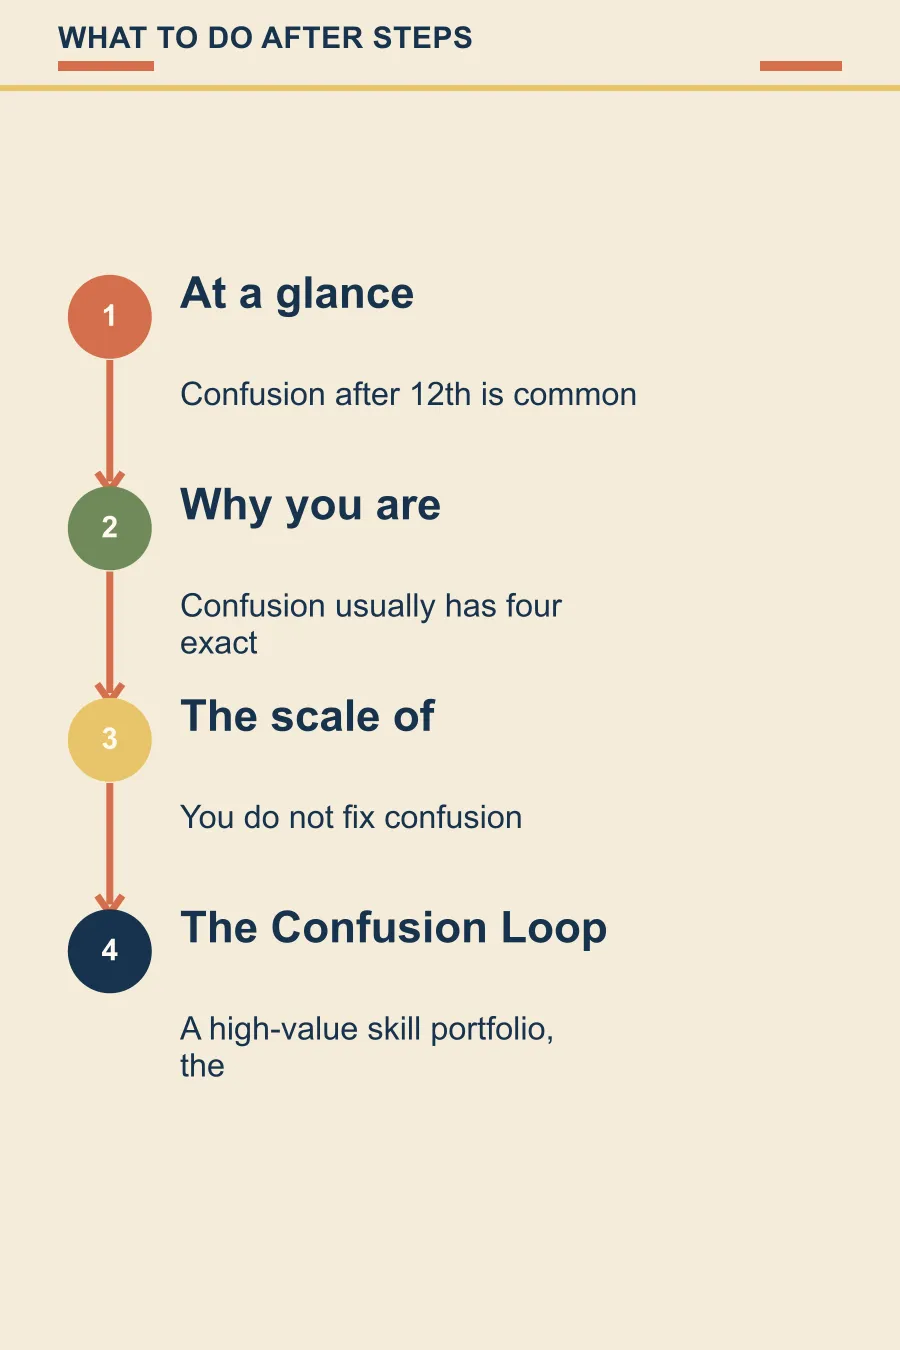 WHAT TO DO AFTER STEPS
1
At a glance
Confusion after 12th is common
2
Why you are
Confusion usually has four
exact
3
The scale of
You do not fix confusion
4
The Confusion Loop
A high-value skill portfolio,
the